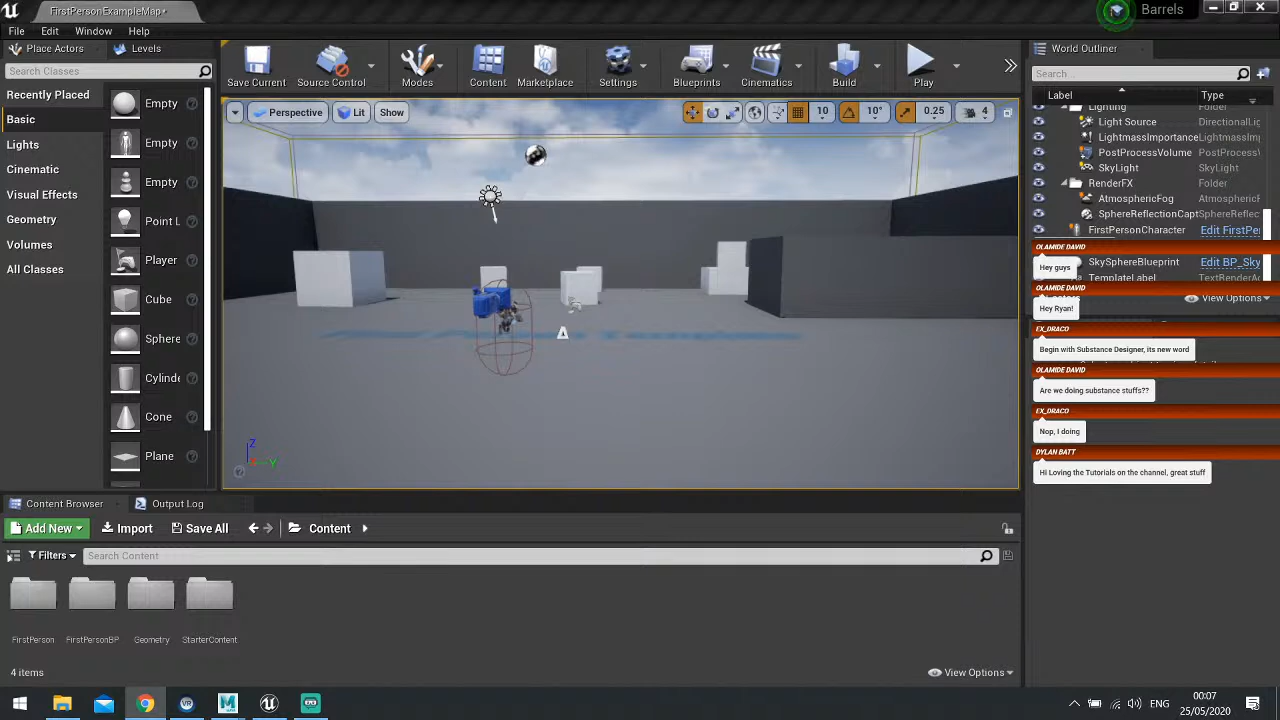 FirstPersonExampleMap*
Barrels
File Edit Window Help
Place Actors
Levels
Search Classes
Recently Placed
Basic
Lights
Cinematic
Visual Effects
Geometry
Volumes
All Classes
Empty
Empty
Empty
Point L
Player
Cube
Sphere
Cylinde
Cone
Plane
Save Current
Source Control
Modes
Content
Marketplace
Settings
Blueprints
Cinematics
Build
Play
Perspective
Lit
Show
10
10°
0.25
4
Z
Y
World Outliner
Search...
Label
Type
Lighting
Folder
Light Source
DirectionalLig
LightmassImportance
LightmassImp
PostProcessVolume
PostProcessV
SkyLight
SkyLight
RenderFX
Folder
AtmosphericFog
AtmosphericF
SphereReflectionCapt
SphereReflec
FirstPersonCharacter
Edit FirstPer
OLAMIDE DAVID
Hey guys
SkySphereBlueprint
Edit BP_Sky
TemplateLabel
TextRenderAc
OLAMIDE DAVID
View Options
Hey Ryan!
EX_DRACO
Begin with Substance Designer, its new word
OLAMIDE DAVID
Are we doing substance stuffs??
EX_DRACO
Nop, I doing
DYLAN BATT
Hi Loving the Tutorials on the channel, great stuff
Content Browser
Output Log
Add New
Import
Save All
Content
Filters
Search Content
FirstPerson
FirstPersonBP
Geometry
StarterContent
4 items
View Options
ENG
00:07
25/05/2020